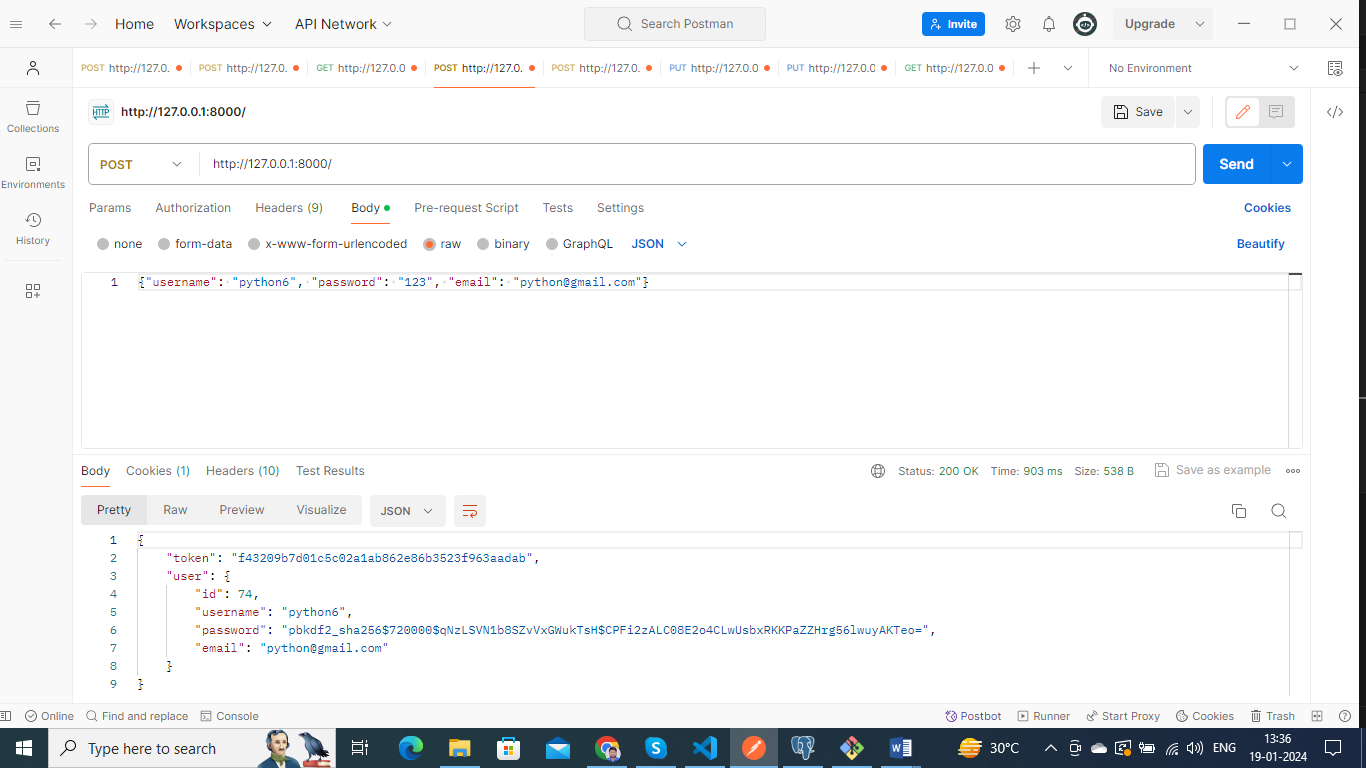 Home Workspaces API Network Search Postman Invite Upgrade
POST http://127.0. POST http://127.0. GET http://127.0.0 POST http://127.0. POST http://127.0. PUT http://127.0.0 PUT http://127.0.0 GET http://127.0.0 No Environment
HTTP http://127.0.0.1:8000/ Save
Collections
Environments
History
POST http://127.0.0.1:8000/ Send
Params Authorization Headers (9) Body Pre-request Script Tests Settings Cookies
none form-data x-www-form-urlencoded raw binary GraphQL JSON Beautify
1 {"username": "python6", "password": "123", "email": "python@gmail.com"}
Body Cookies (1) Headers (10) Test Results Status: 200 OK Time: 903 ms Size: 538 B Save as example
Pretty Raw Preview Visualize JSON
1 {
2 "token": "f43209b7d01c5c02a1ab862e86b3523f963aadab",
3 "user": {
4 "id": 74,
5 "username": "python6",
6 "password": "pbkdf2_sha256$720000$qNzLSVN1b8SZvVxGWukTsH$CPFi2zALC08E2o4CLwUsbxRKKPaZZHrg56lwuyAKTeo=",
7 "email": "python@gmail.com"
8 }
9 }
Online Find and replace Console Postbot Runner Start Proxy Cookies Trash
Type here to search 30°C ENG 13:36
19-01-2024